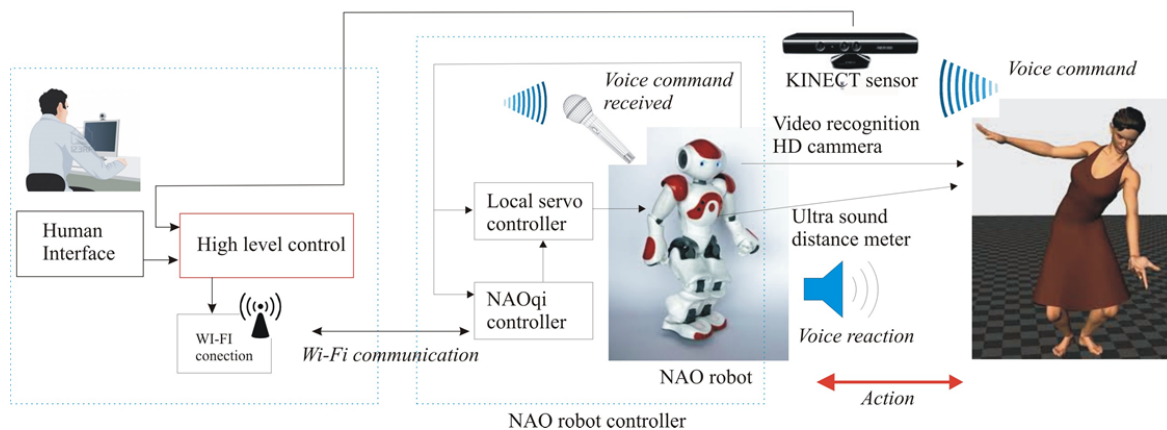 KINECT sensor
Voice command
Voice command
received
Video recognition
HD cammera
Human
Interface
High level control
Local servo
controller
Ultra sound
distance meter
NAOqi
controller
WI-FI
conection
Wi-Fi communication
Voice reaction
NAO robot
Action
NAO robot controller